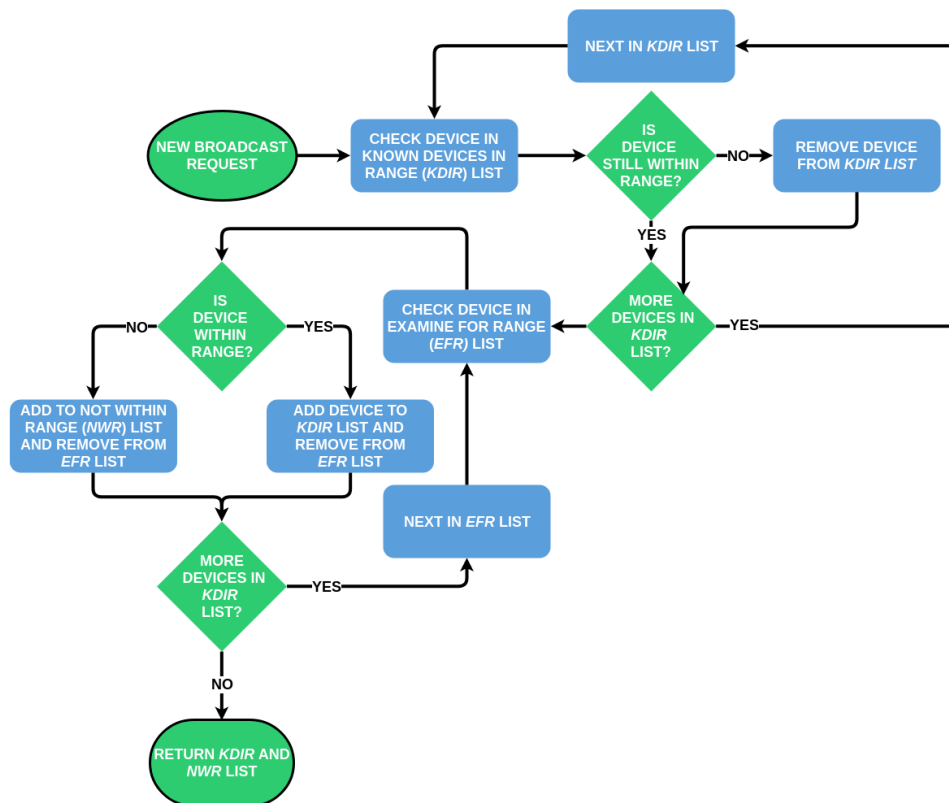 NEXT IN KDIR LIST
NEW BROADCAST
REQUEST
CHECK DEVICE IN
KNOWN DEVICES IN
RANGE (KDIR) LIST
IS
DEVICE
STILL WITHIN
RANGE?
NO
REMOVE DEVICE
FROM KDIR LIST
YES
MORE
DEVICES IN
KDIR
LIST?
YES
CHECK DEVICE IN
EXAMINE FOR RANGE
(EFR) LIST
IS
DEVICE
WITHIN
RANGE?
NO
YES
ADD TO NOT WITHIN
RANGE (NWR) LIST
AND REMOVE FROM
EFR LIST
ADD DEVICE TO
KDIR LIST AND
REMOVE FROM
EFR LIST
NEXT IN EFR LIST
MORE
DEVICES IN
KDIR
LIST?
YES
NO
RETURN KDIR AND
NWR LIST